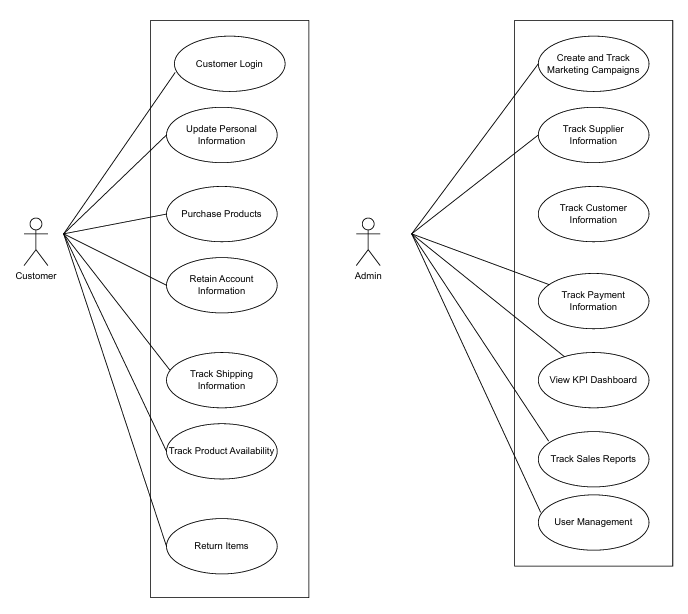 Customer Login
Update Personal
Information
Purchase Products
Retain Account
Information
Track Shipping
Information
Track Product Availability
Return Items
Customer
Create and Track
Marketing Campaigns
Track Supplier
Information
Track Customer
Information
Track Payment
Information
View KPI Dashboard
Track Sales Reports
User Management
Admin